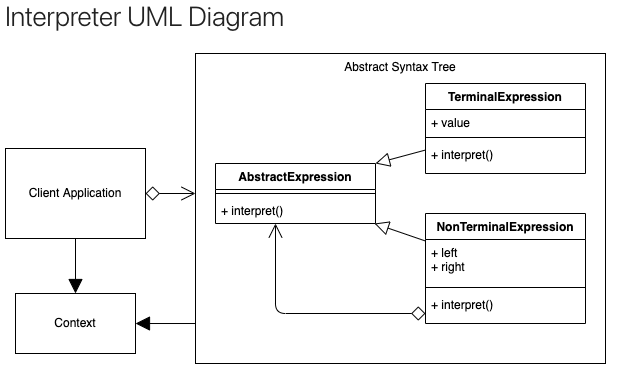 Interpreter UML Diagram
Abstract Syntax Tree
TerminalExpression
+ value
+ interpret()
Client Application
AbstractExpression
+ interpret()
NonTerminalExpression
+ left
+ right
+ interpret()
Context